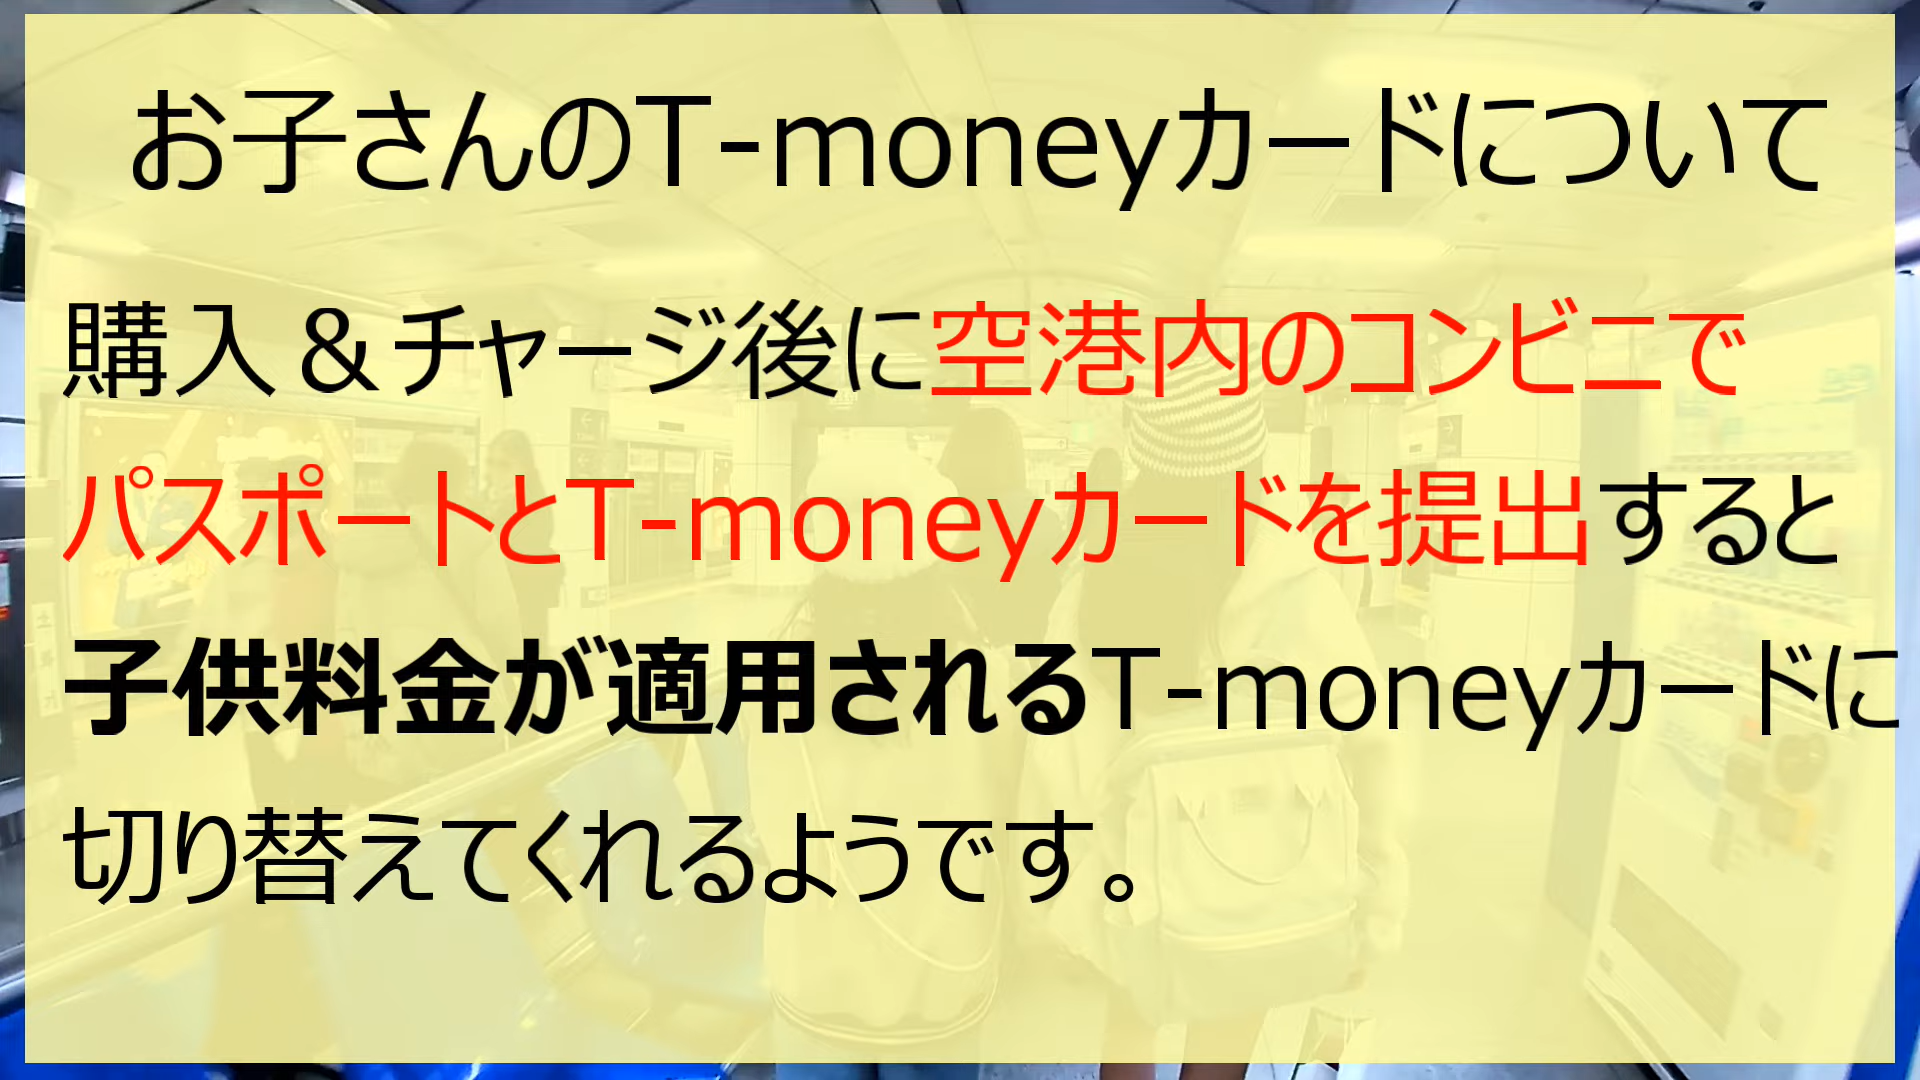 お子さんのT-moneyカードについて
購入＆チャージ後に空港内のコンビニで
パスポートとT-moneyカードを提出すると
子供料金が適用されるT-moneyカードに
切り替えてくれるようです。